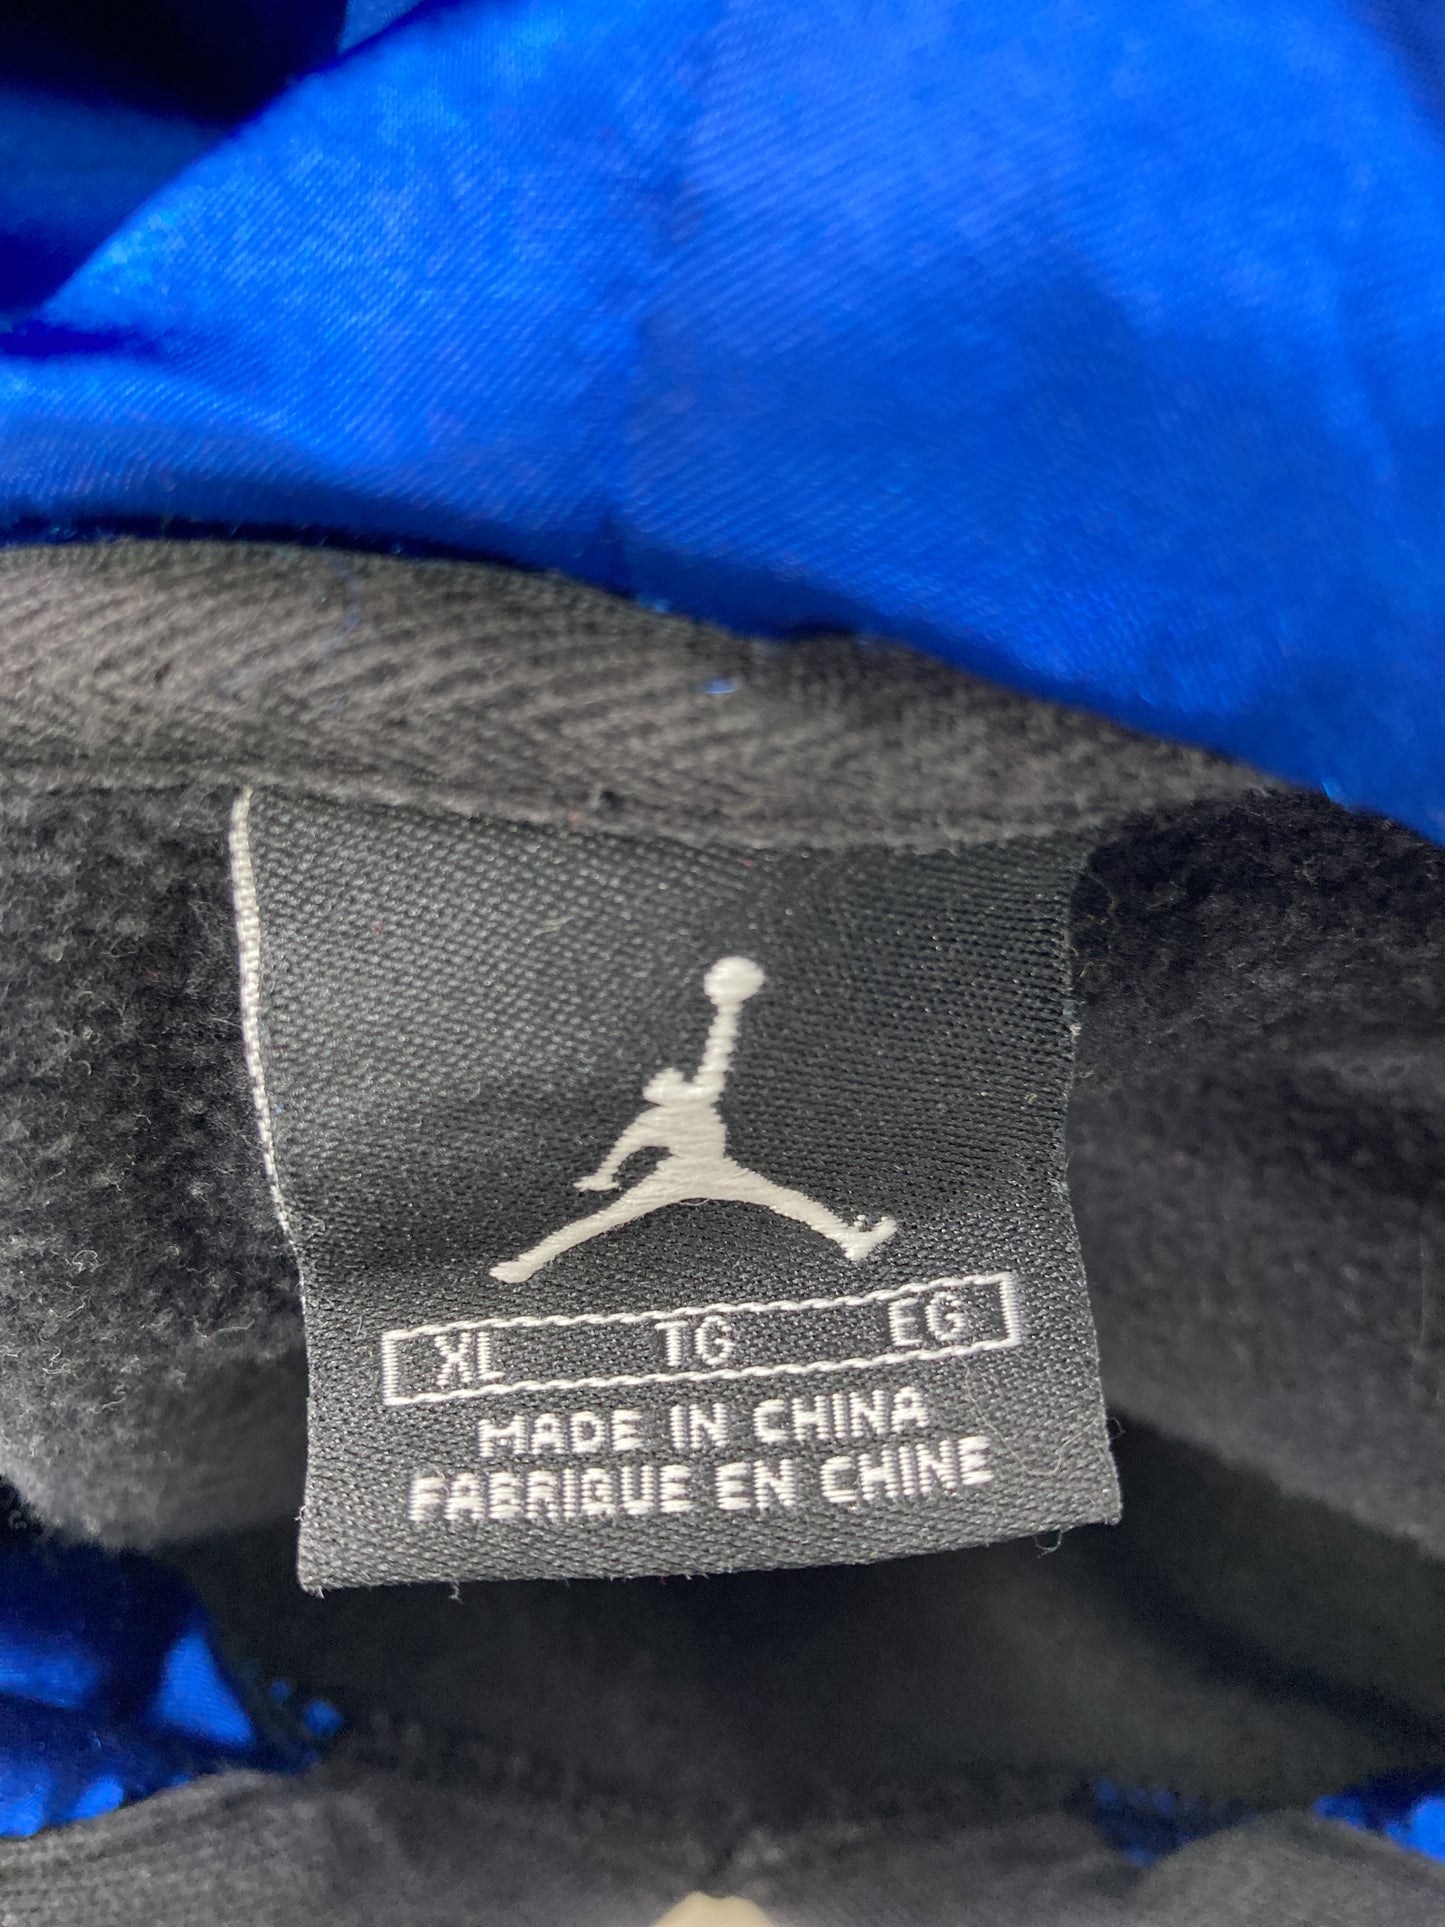 XL TG EG
MADE IN CHINA
FABRIQUE EN CHINE